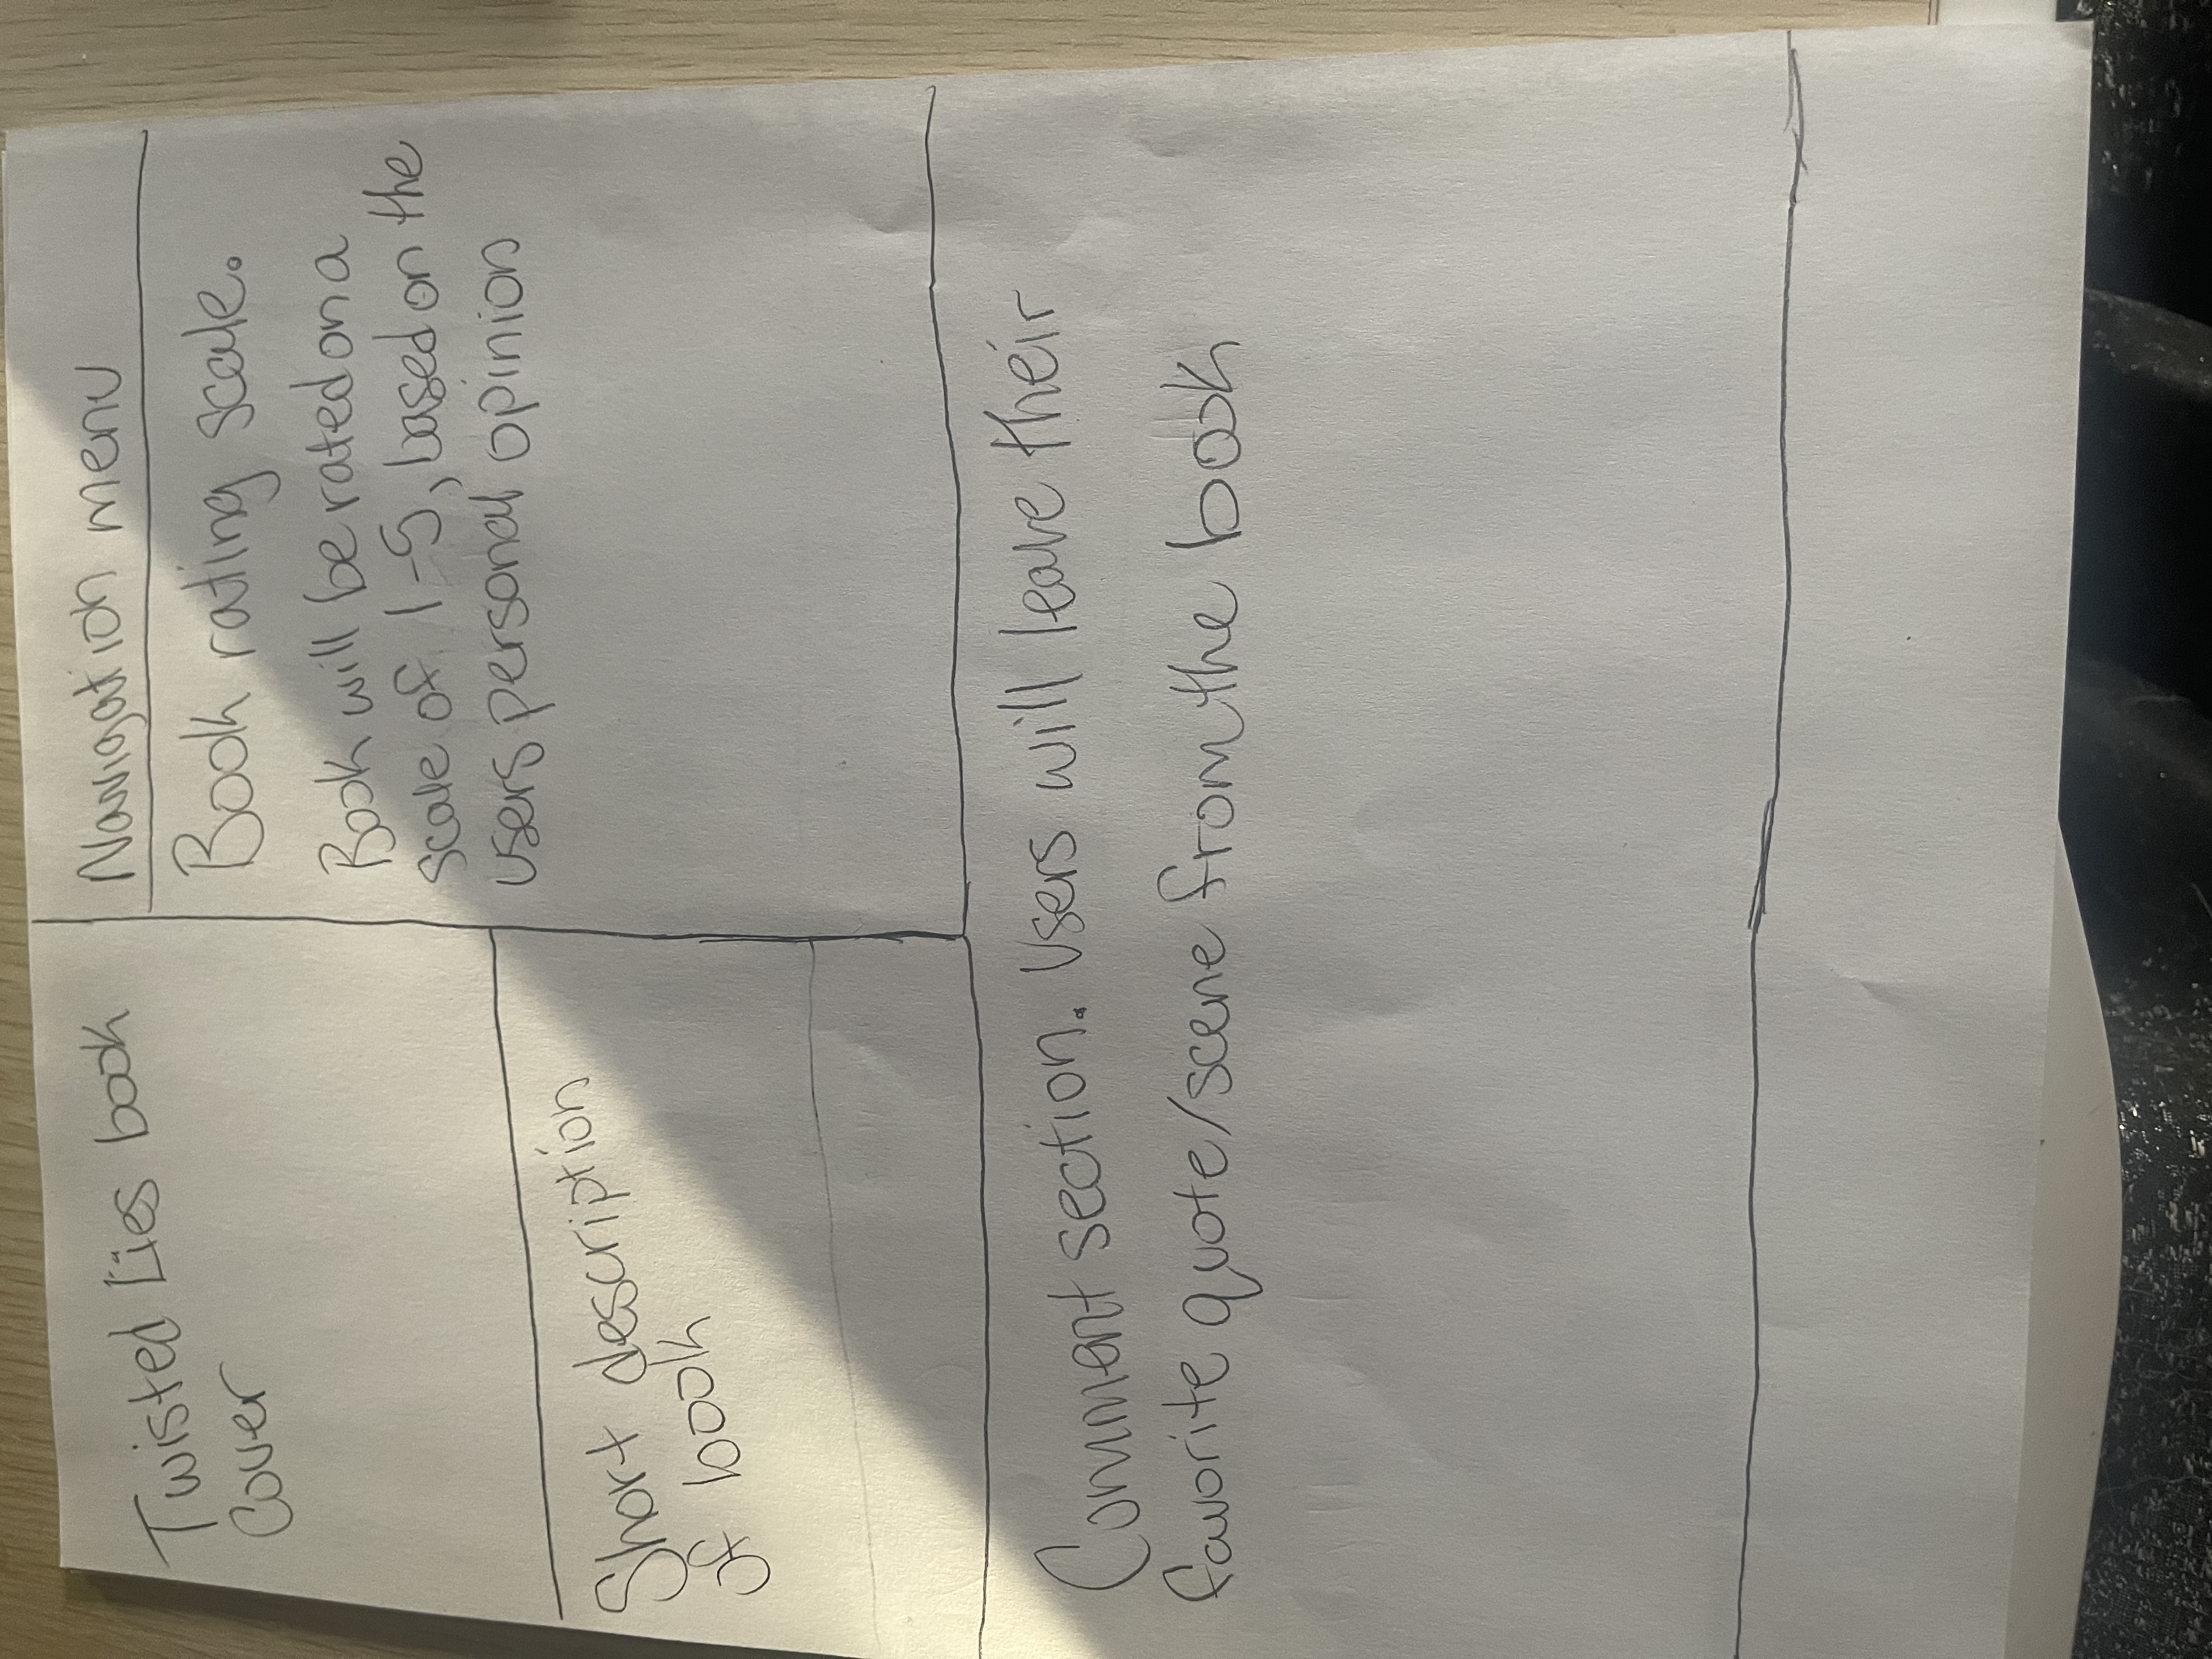 Twisted Lies book
Cover
Navigation menu
Book rating scale.
Book will be rated on a
scale of 1-5, based on the
users personal opinion
Short description
of book
Comment section. Users will leave their
favorite quote/scene from the book